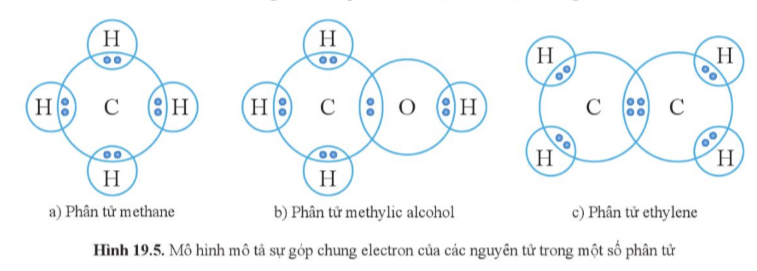 H H H H
H C H H C O H C C
H H H H
a) Phân tử methane b) Phân tử methylic alcohol c) Phân tử ethylene
Hình 19.5. Mô hình mô tả sự góp chung electron của các nguyên tử trong một số phân tử